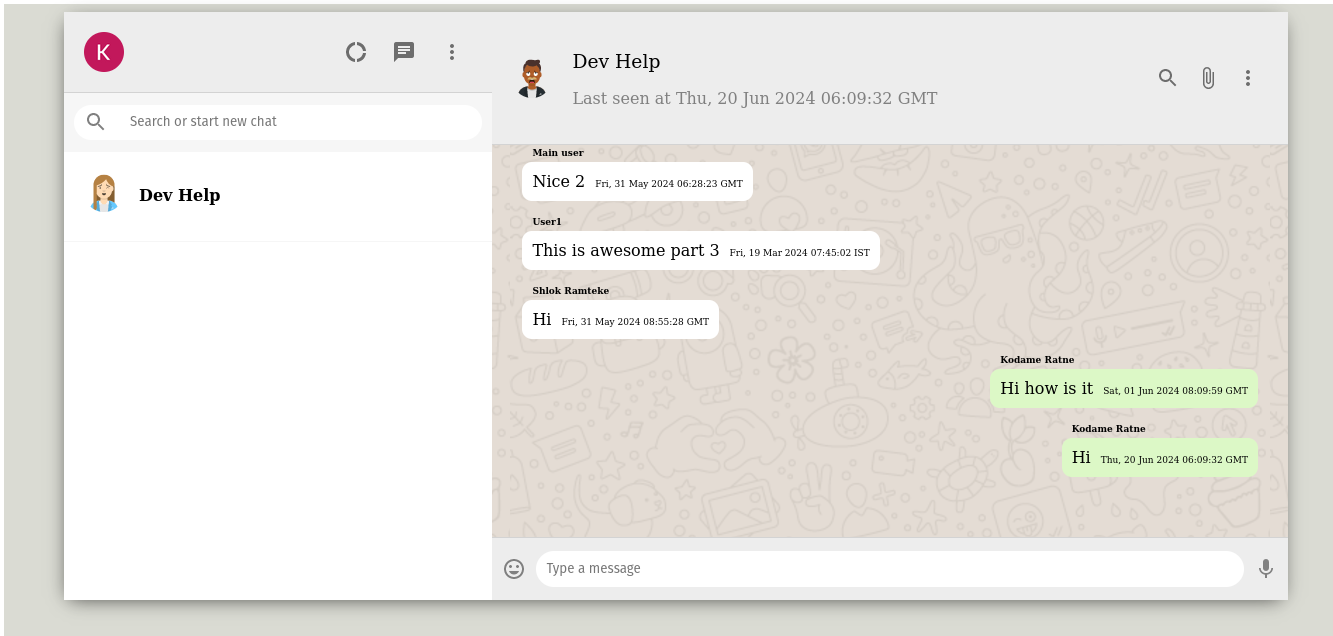 K
Search or start new chat
Dev Help
Dev Help
Last seen at Thu, 20 Jun 2024 06:09:32 GMT
Main user
Nice 2 Fri, 31 May 2024 06:28:23 GMT
User1
This is awesome part 3 Fri, 19 Mar 2024 07:45:02 IST
Shlok Ramteke
Hi Fri, 31 May 2024 08:55:28 GMT
Kodame Ratne
Hi how is it Sat, 01 Jun 2024 08:09:59 GMT
Kodame Ratne
Hi Thu, 20 Jun 2024 06:09:32 GMT
Type a message